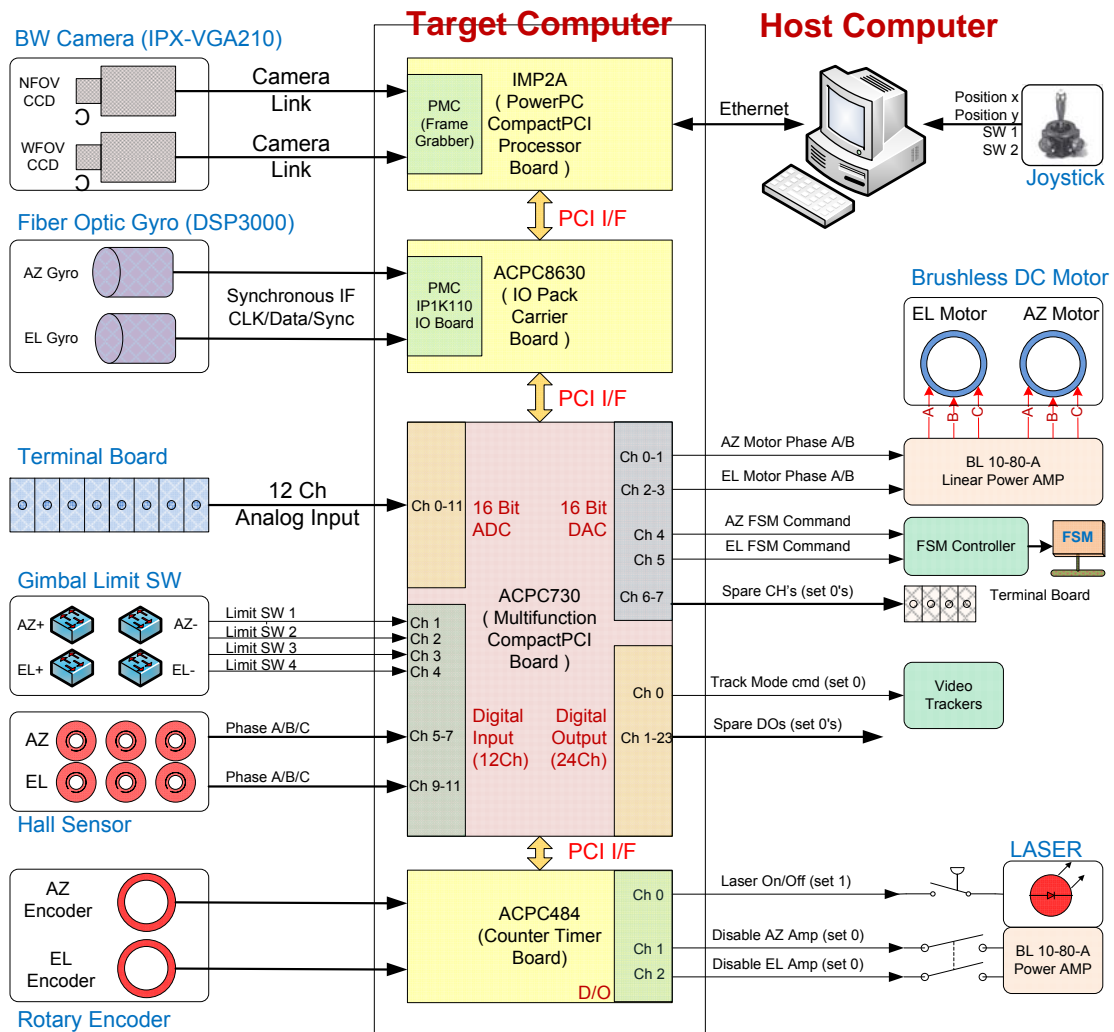 Target Computer
Host Computer
BW Camera (IPX-VGA210)
NFOV
CCD
WFOV
CCD
Camera
Link
Camera
Link
PMC
(Frame
Grabber)
IMP2A
( PowerPC
CompactPCI
Processor
Board )
Ethernet
Position x
Position y
SW 1
SW 2
Joystick
PCI I/F
Fiber Optic Gyro (DSP3000)
AZ Gyro
EL Gyro
Synchronous IF
CLK/Data/Sync
PMC
IP1K110
IO Board
ACPC8630
( IO Pack
Carrier
Board )
PCI I/F
Brushless DC Motor
EL Motor
AZ Motor
A
B
C
A
B
C
BL 10-80-A
Linear Power AMP
Terminal Board
12 Ch
Analog Input
Ch 0-11
16 Bit
ADC
16 Bit
DAC
Ch 0-1
Ch 2-3
Ch 4
Ch 5
Ch 6-7
AZ Motor Phase A/B
EL Motor Phase A/B
AZ FSM Command
EL FSM Command
Spare CH's (set 0's)
FSM Controller
FSM
Terminal Board
ACPC730
( Multifunction
CompactPCI
Board )
Gimbal Limit SW
AZ+
AZ-
EL+
EL-
Limit SW 1
Limit SW 2
Limit SW 3
Limit SW 4
Ch 1
Ch 2
Ch 3
Ch 4
AZ
EL
Hall Sensor
Phase A/B/C
Phase A/B/C
Ch 5-7
Ch 9-11
Digital
Input
(12Ch)
Digital
Output
(24Ch)
Ch 0
Ch 1-23
Track Mode cmd (set 0)
Spare DOs (set 0's)
Video
Trackers
PCI I/F
AZ
Encoder
EL
Encoder
Rotary Encoder
ACPC484
(Counter Timer
Board)
D/O
Ch 0
Ch 1
Ch 2
Laser On/Off (set 1)
Disable AZ Amp (set 0)
Disable EL Amp (set 0)
LASER
BL 10-80-A
Power AMP